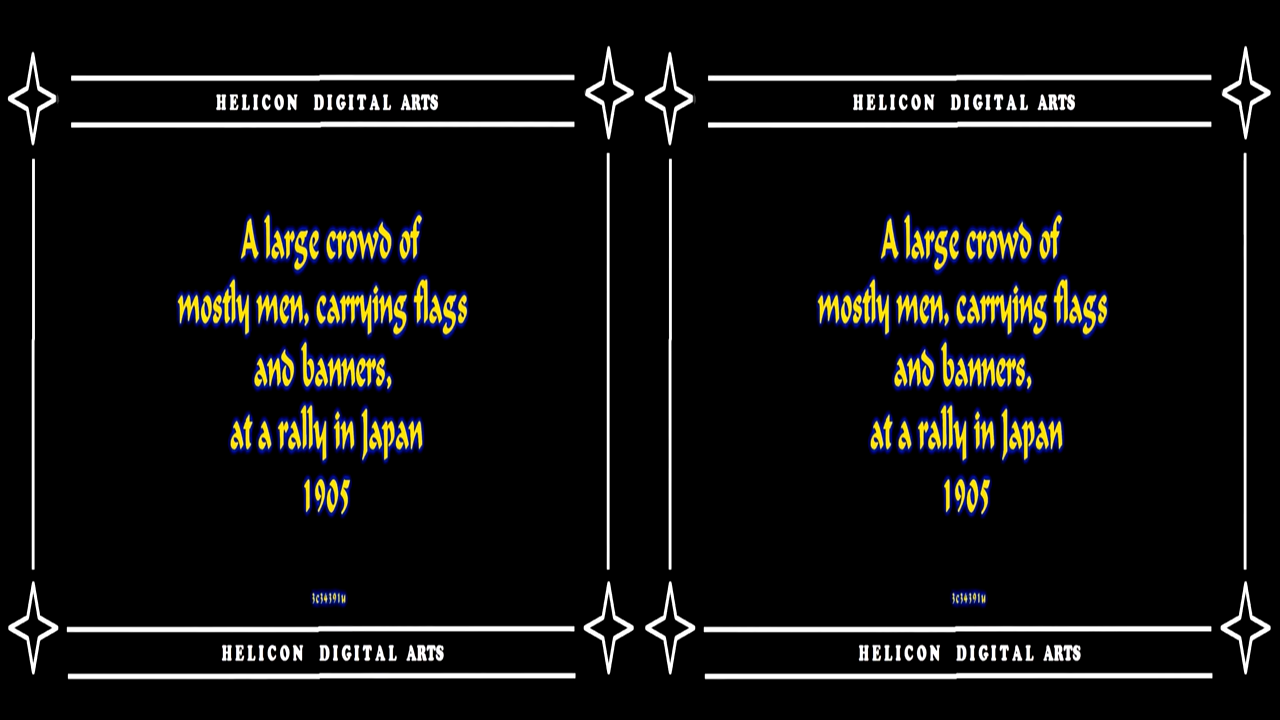 HELICON DIGITAL ARTS
A large crowd of
mostly men, carrying flags
and banners,
at a rally in Japan
1905
3c34391u
HELICON DIGITAL ARTS
HELICON DIGITAL ARTS
A large crowd of
mostly men, carrying flags
and banners,
at a rally in Japan
1905
3c34391u
HELICON DIGITAL ARTS